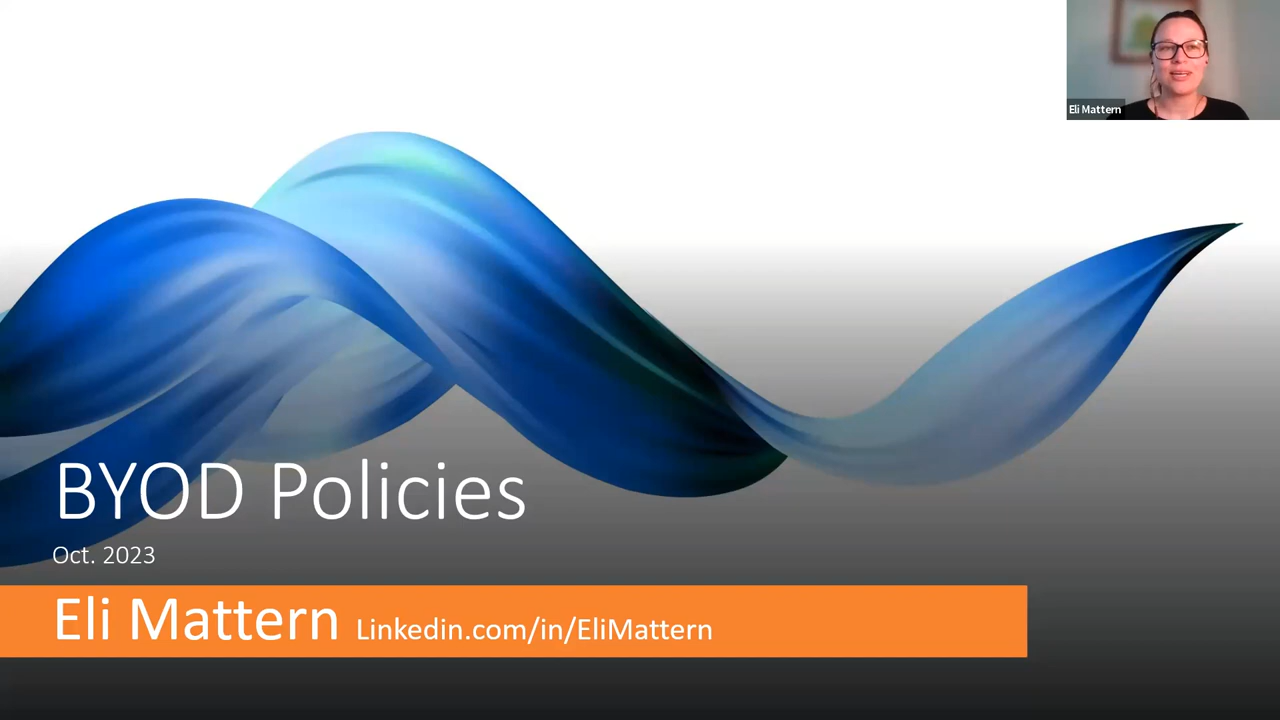 Eli Mattern
BYOD Policies
Oct. 2023
Eli Mattern Linkedin.com/in/EliMattern